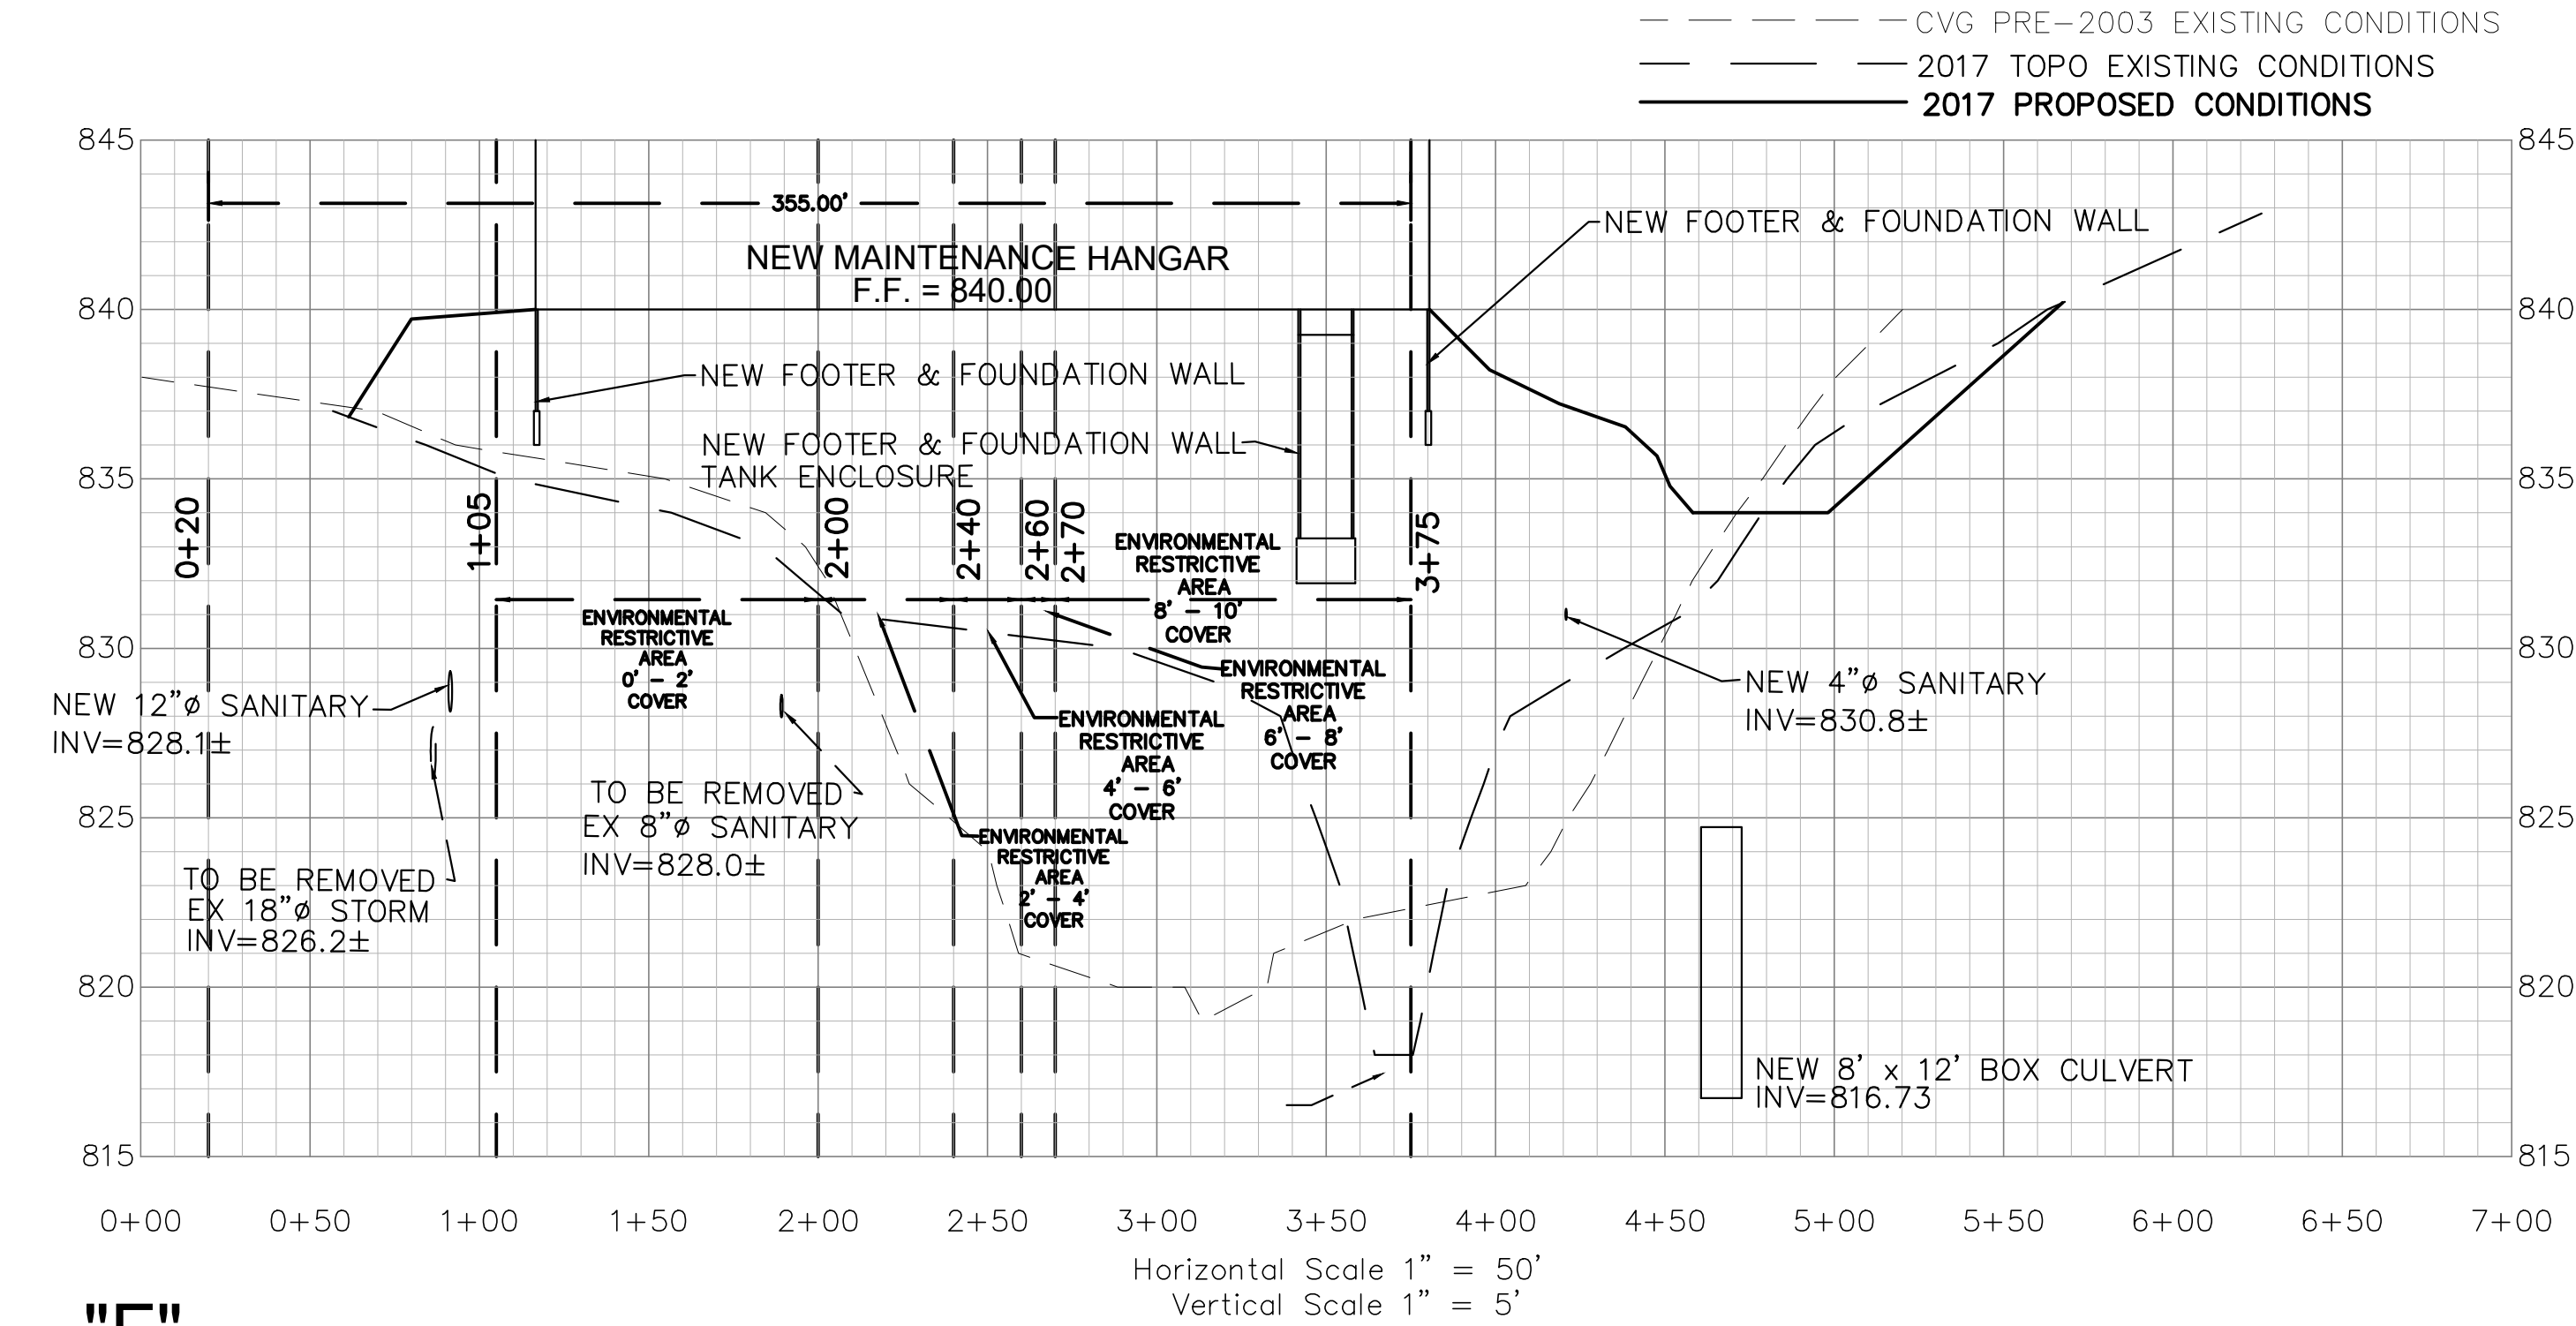 CVG PRE-2003 EXISTING CONDITIONS
2017 TOPO EXISTING CONDITIONS
2017 PROPOSED CONDITIONS
845
845
355.00'
NEW FOOTER & FOUNDATION WALL
NEW MAINTENANCE HANGAR
F.F. = 840.00
840
840
NEW FOOTER & FOUNDATION WALL
NEW FOOTER & FOUNDATION WALL
TANK ENCLOSURE
835
835
0+20
1+05
2+00
2+40
2+60
2+70
3+75
ENVIRONMENTAL
RESTRICTIVE
AREA
8' - 10'
COVER
ENVIRONMENTAL
RESTRICTIVE
AREA
0' - 2'
COVER
830
830
ENVIRONMENTAL
RESTRICTIVE
AREA
6' - 8'
COVER
NEW 12"ø SANITARY
INV=828.1±
NEW 4"ø SANITARY
INV=830.8±
ENVIRONMENTAL
RESTRICTIVE
AREA
4' - 6'
COVER
TO BE REMOVED
EX 8"ø SANITARY
INV=828.0±
825
825
ENVIRONMENTAL
RESTRICTIVE
AREA
2' - 4'
COVER
TO BE REMOVED
EX 18"ø STORM
INV=826.2±
820
820
NEW 8' x 12' BOX CULVERT
INV=816.73
815
815
0+00 0+50 1+00 1+50 2+00 2+50 3+00 3+50 4+00 4+50 5+00 5+50 6+00 6+50 7+00
Horizontal Scale 1" = 50'
Vertical Scale 1" = 5'